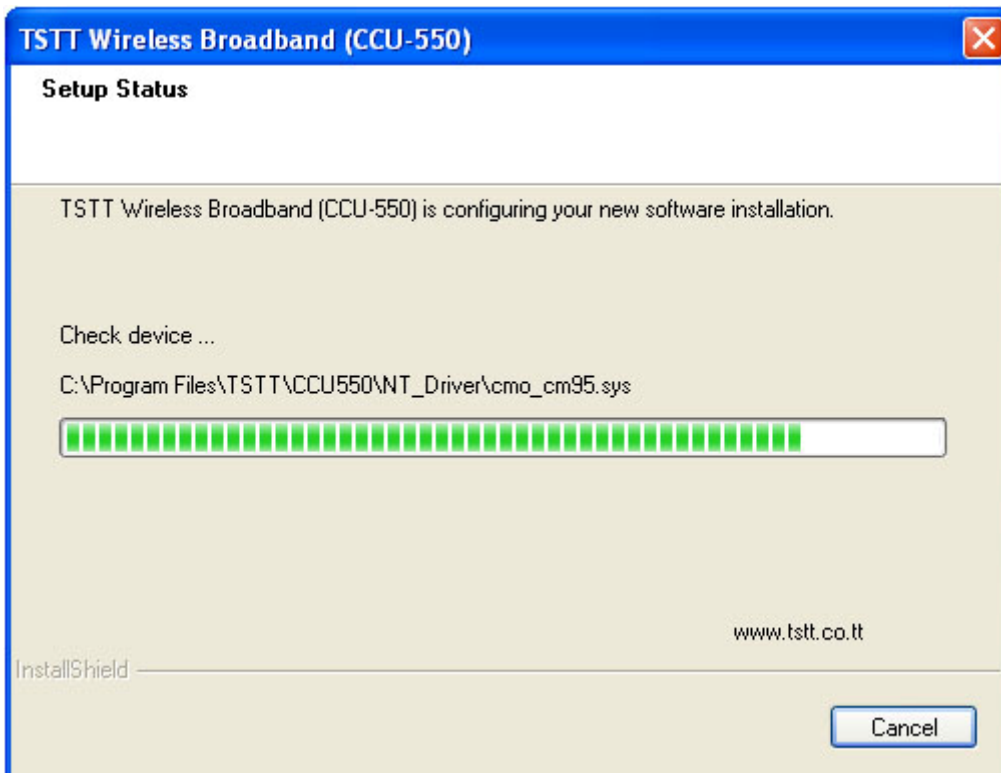 TSTT Wireless Broadband (CCU-550)
Setup Status
TSTT Wireless Broadband (CCU-550) is configuring your new software installation.
Check device ...
C:\Program Files\TSTT\CCU550\NT_Driver\cmo_cm95.sys
www.tstt.co.tt
InstallShield
Cancel